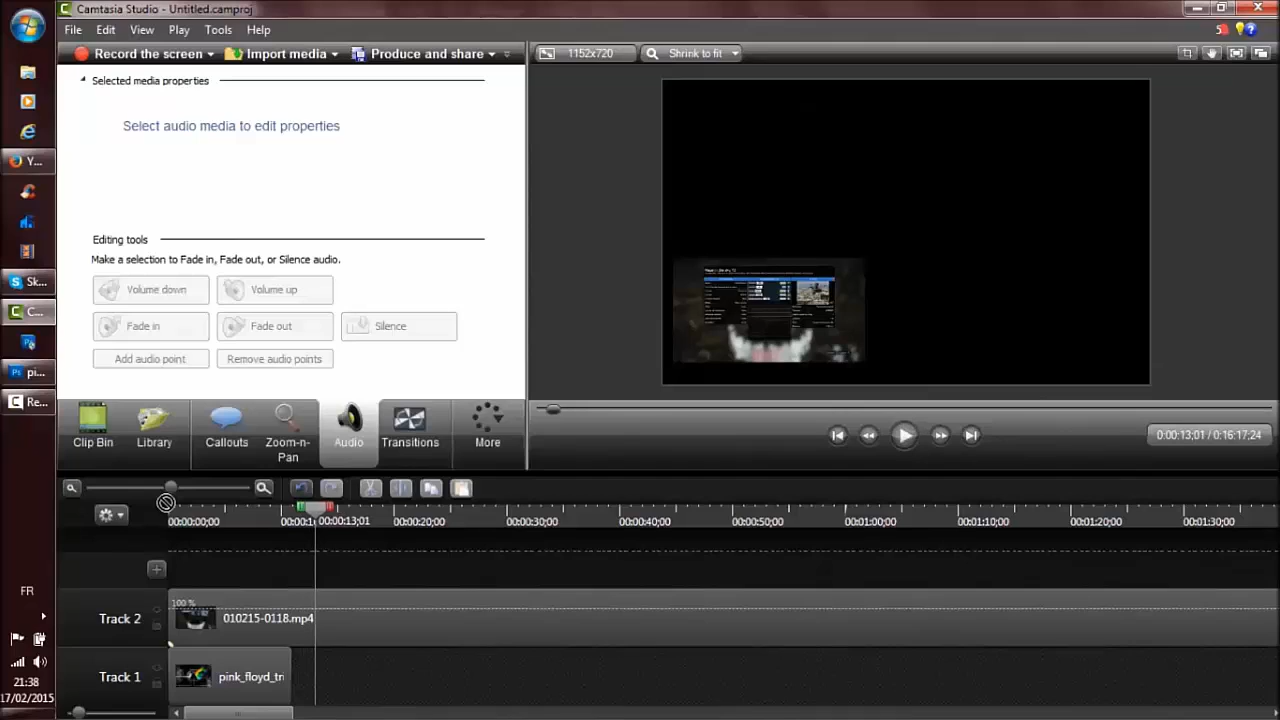 Camtasia Studio - Untitled.camproj
File Edit View Play Tools Help
5
Record the screen Import media Produce and share
1152x720 Shrink to fit
Selected media properties
Select audio media to edit properties
Editing tools
Make a selection to Fade in, Fade out, or Silence audio.
Volume down Volume up
Fade in Fade out Silence
Add audio point Remove audio points
Clip Bin Library Callouts Zoom-n-Pan Audio Transitions More
0:00:13;01 / 0:16:17;24
00:00:00;00 00:00:1 00:00:13;01 00:00:20;00 00:00:30;00 00:00:40;00 00:00:50;00 00:01:00;00 00:01:10;00 00:01:20;00 00:01:30;00
100 %
Track 2 010215-0118.mp4
Track 1 pink_floyd_tri
Y...
Sk...
C...
pi...
Re...
FR
21:38
17/02/2015